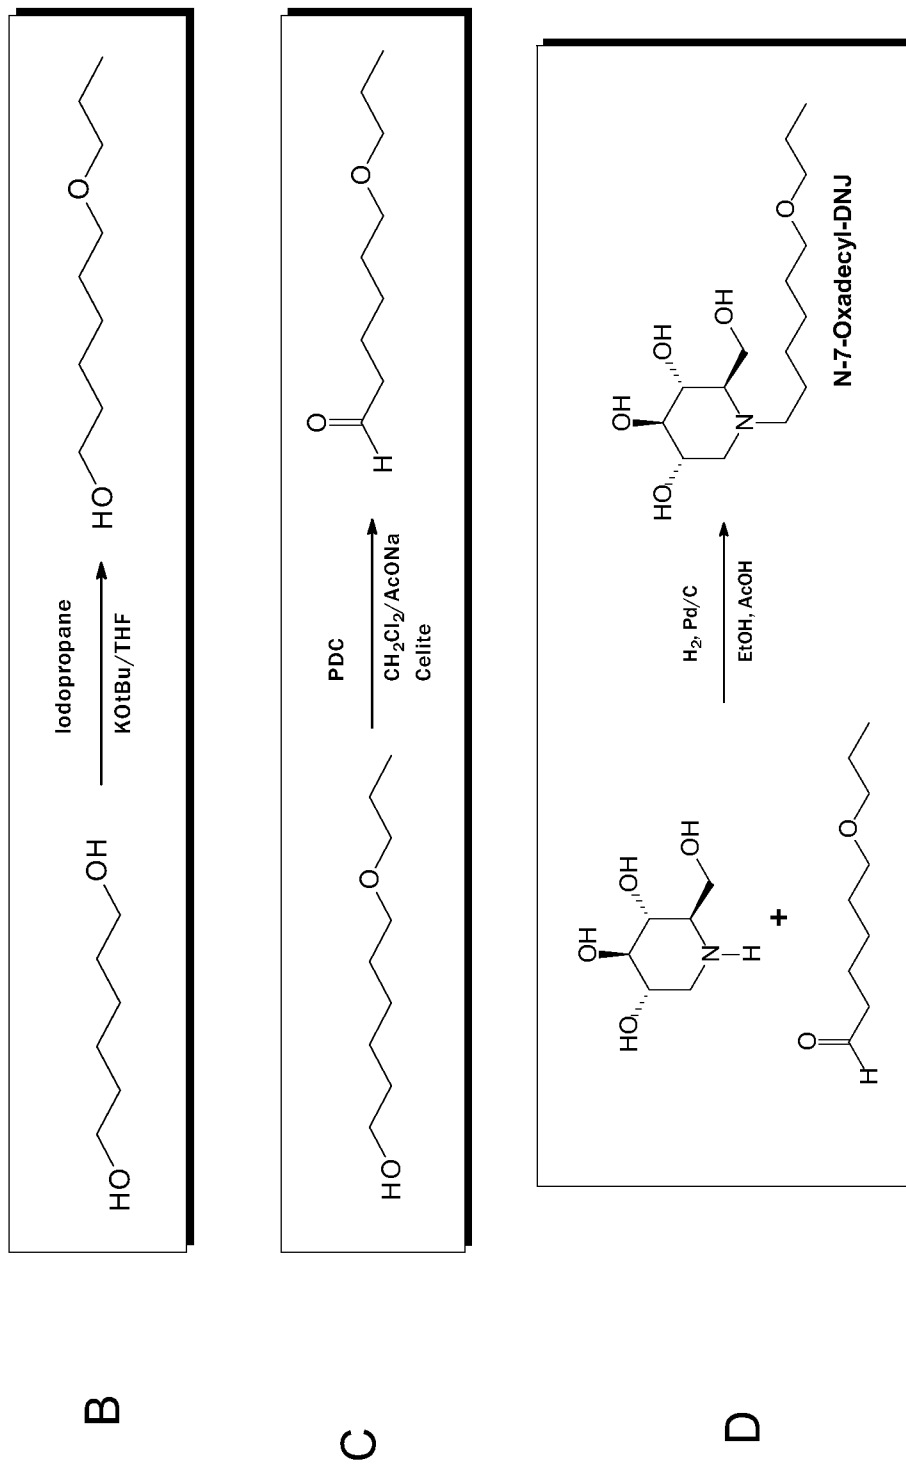 B
HO
OH
Iodopropane
KOtBu/THF
HO
O
C
HO
O
PDC
CH2Cl2/AcONa
Celite
O
H
O
D
HO
OH
OH
OH
N
H
+
O
H
O
H2, Pd/C
EtOH, AcOH
HO
OH
OH
OH
N
O
N-7-Oxadecyl-DNJ